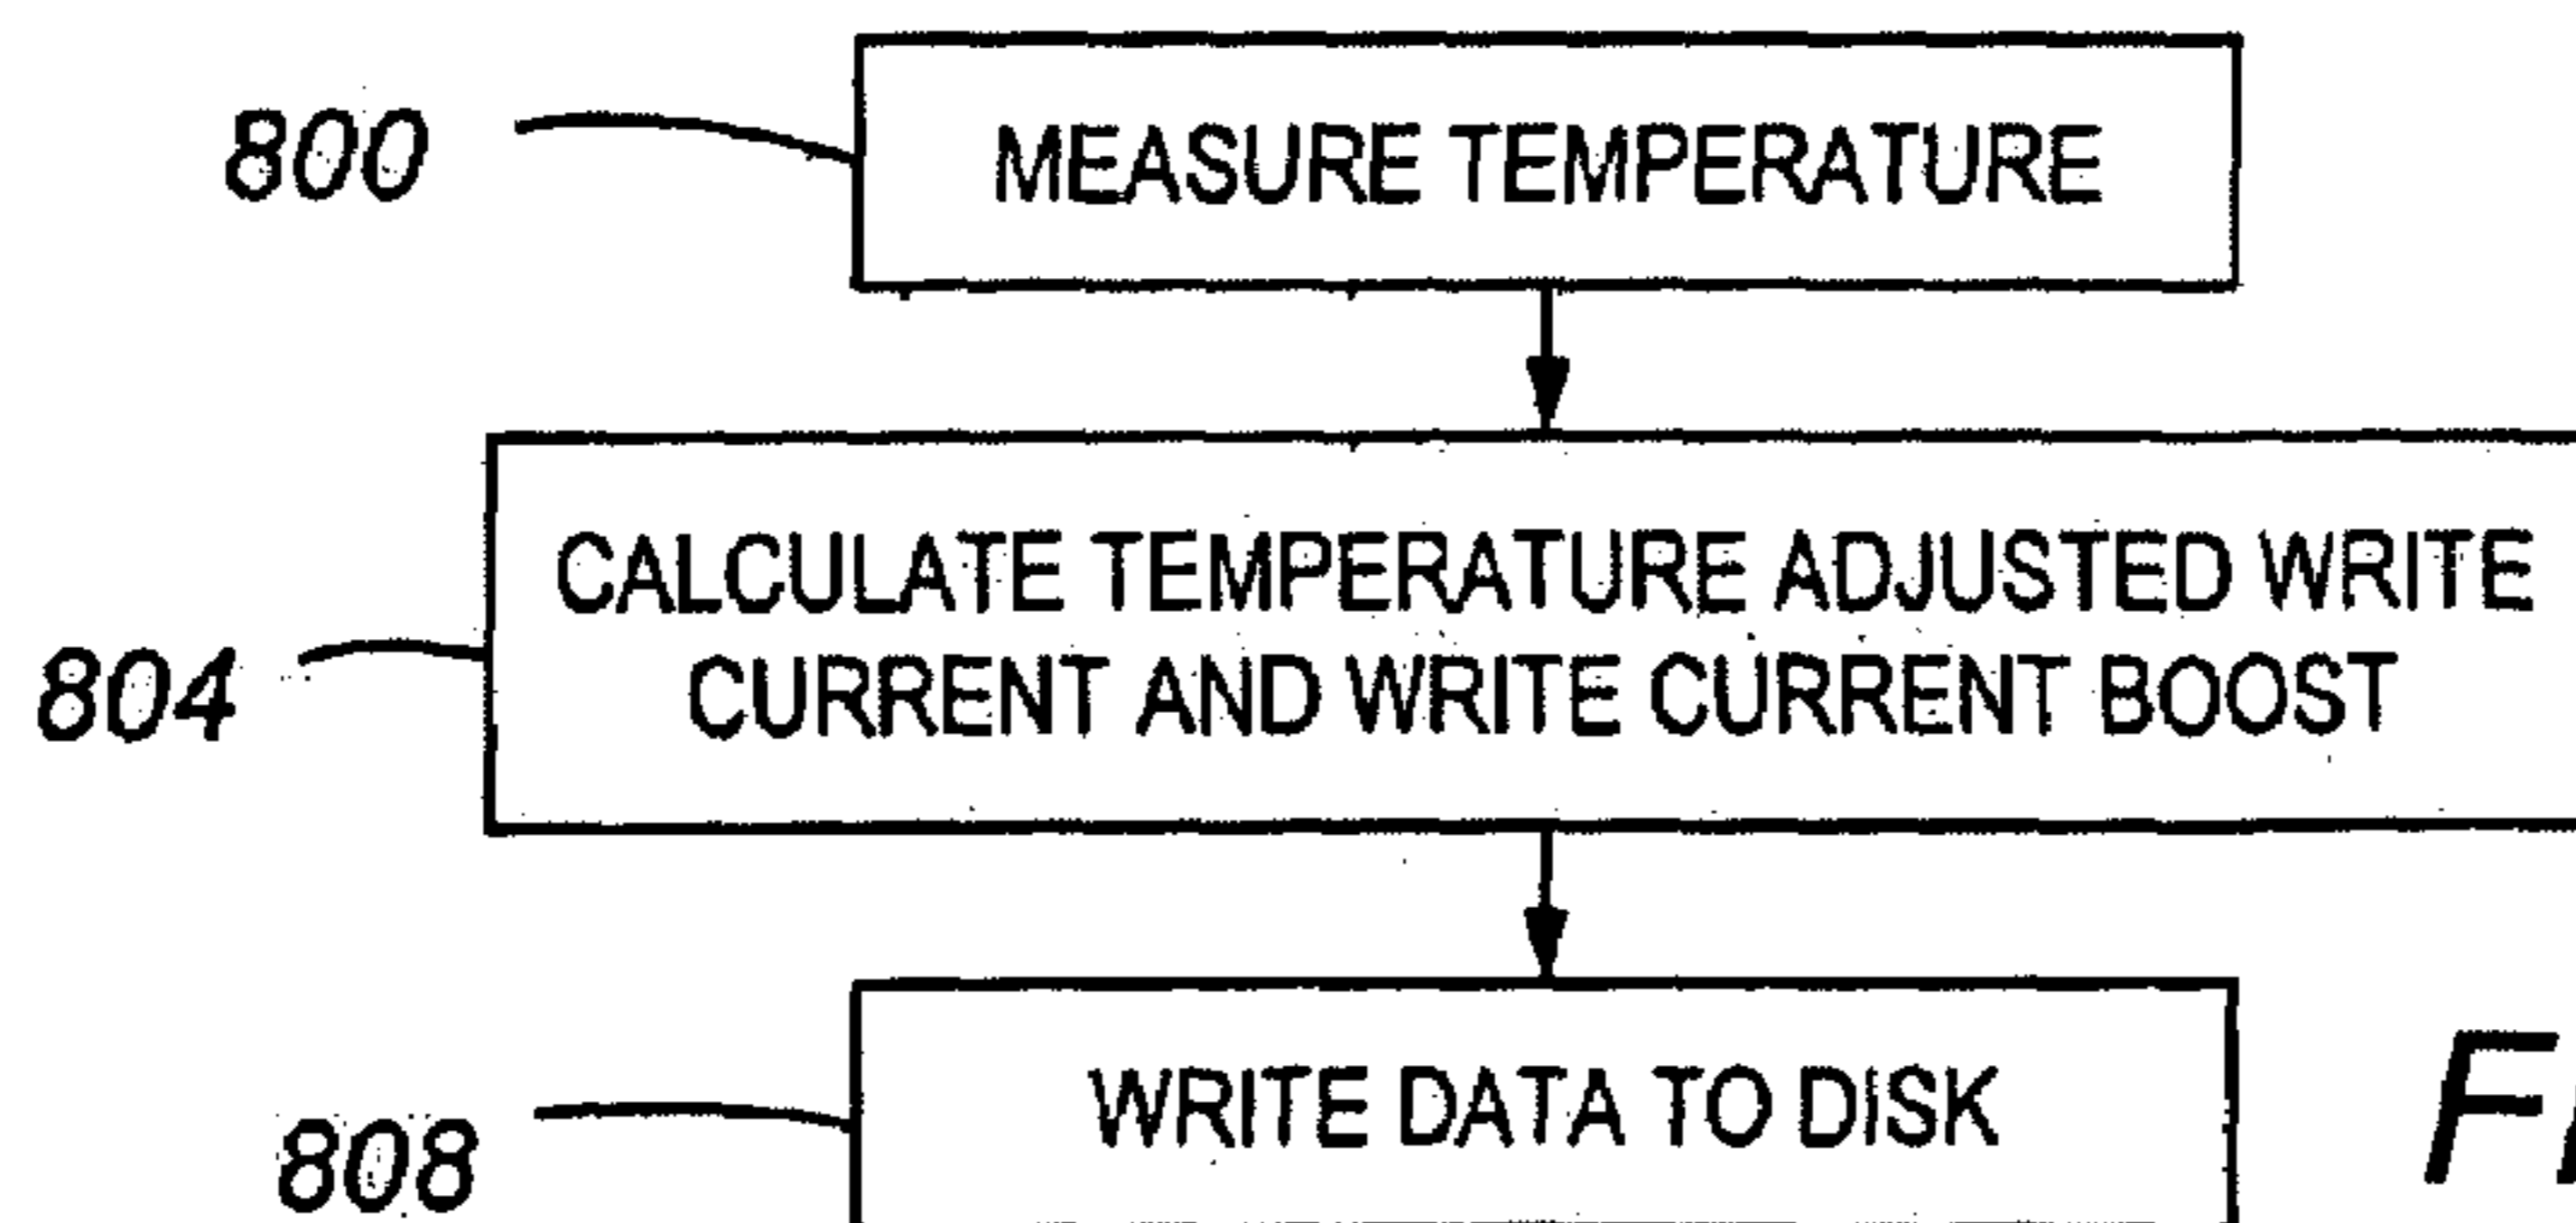 800
MEASURE TEMPERATURE
804
CALCULATE TEMPERATURE ADJUSTED WRITE
CURRENT AND WRITE CURRENT BOOST
808
WRITE DATA TO DISK